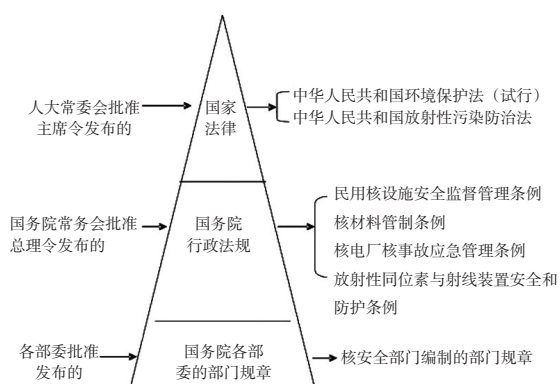 人大常委会批准
主席令发布的
国家
法律
中华人民共和国环境保护法（试行）
中华人民共和国放射性污染防治法
国务院常务会批准
总理令发布的
国务院
行政法规
民用核设施安全监督管理条例
核材料管制条例
核电厂核事故应急管理条例
放射性同位素与射线装置安全和
防护条例
各部委批准
发布的
国务院各部
委的部门规章
核安全部门编制的部门规章